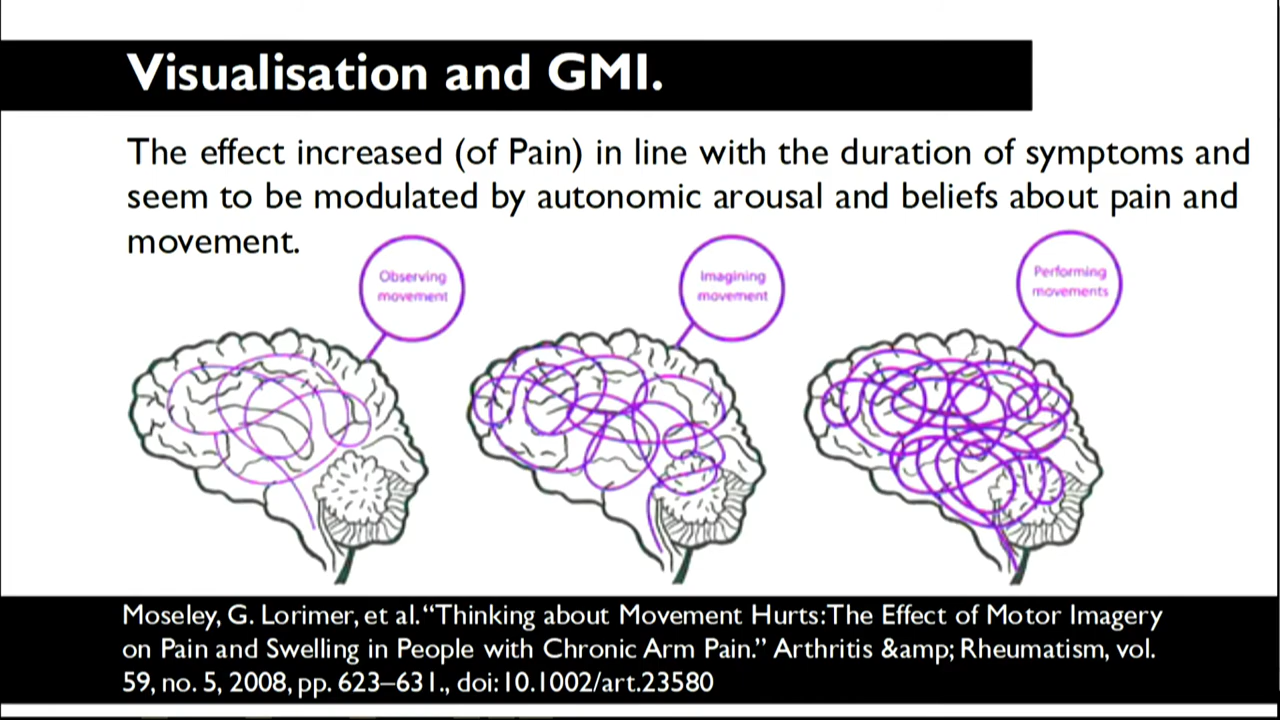 Visualisation and GMI.
The effect increased (of Pain) in line with the duration of symptoms and
seem to be modulated by autonomic arousal and beliefs about pain and
movement.
Observing
movement
Imagining
movement
Performing
movements
Moseley, G. Lorimer, et al. “Thinking about Movement Hurts: The Effect of Motor Imagery
on Pain and Swelling in People with Chronic Arm Pain.” Arthritis &amp; Rheumatism, vol.
59, no. 5, 2008, pp. 623–631., doi:10.1002/art.23580